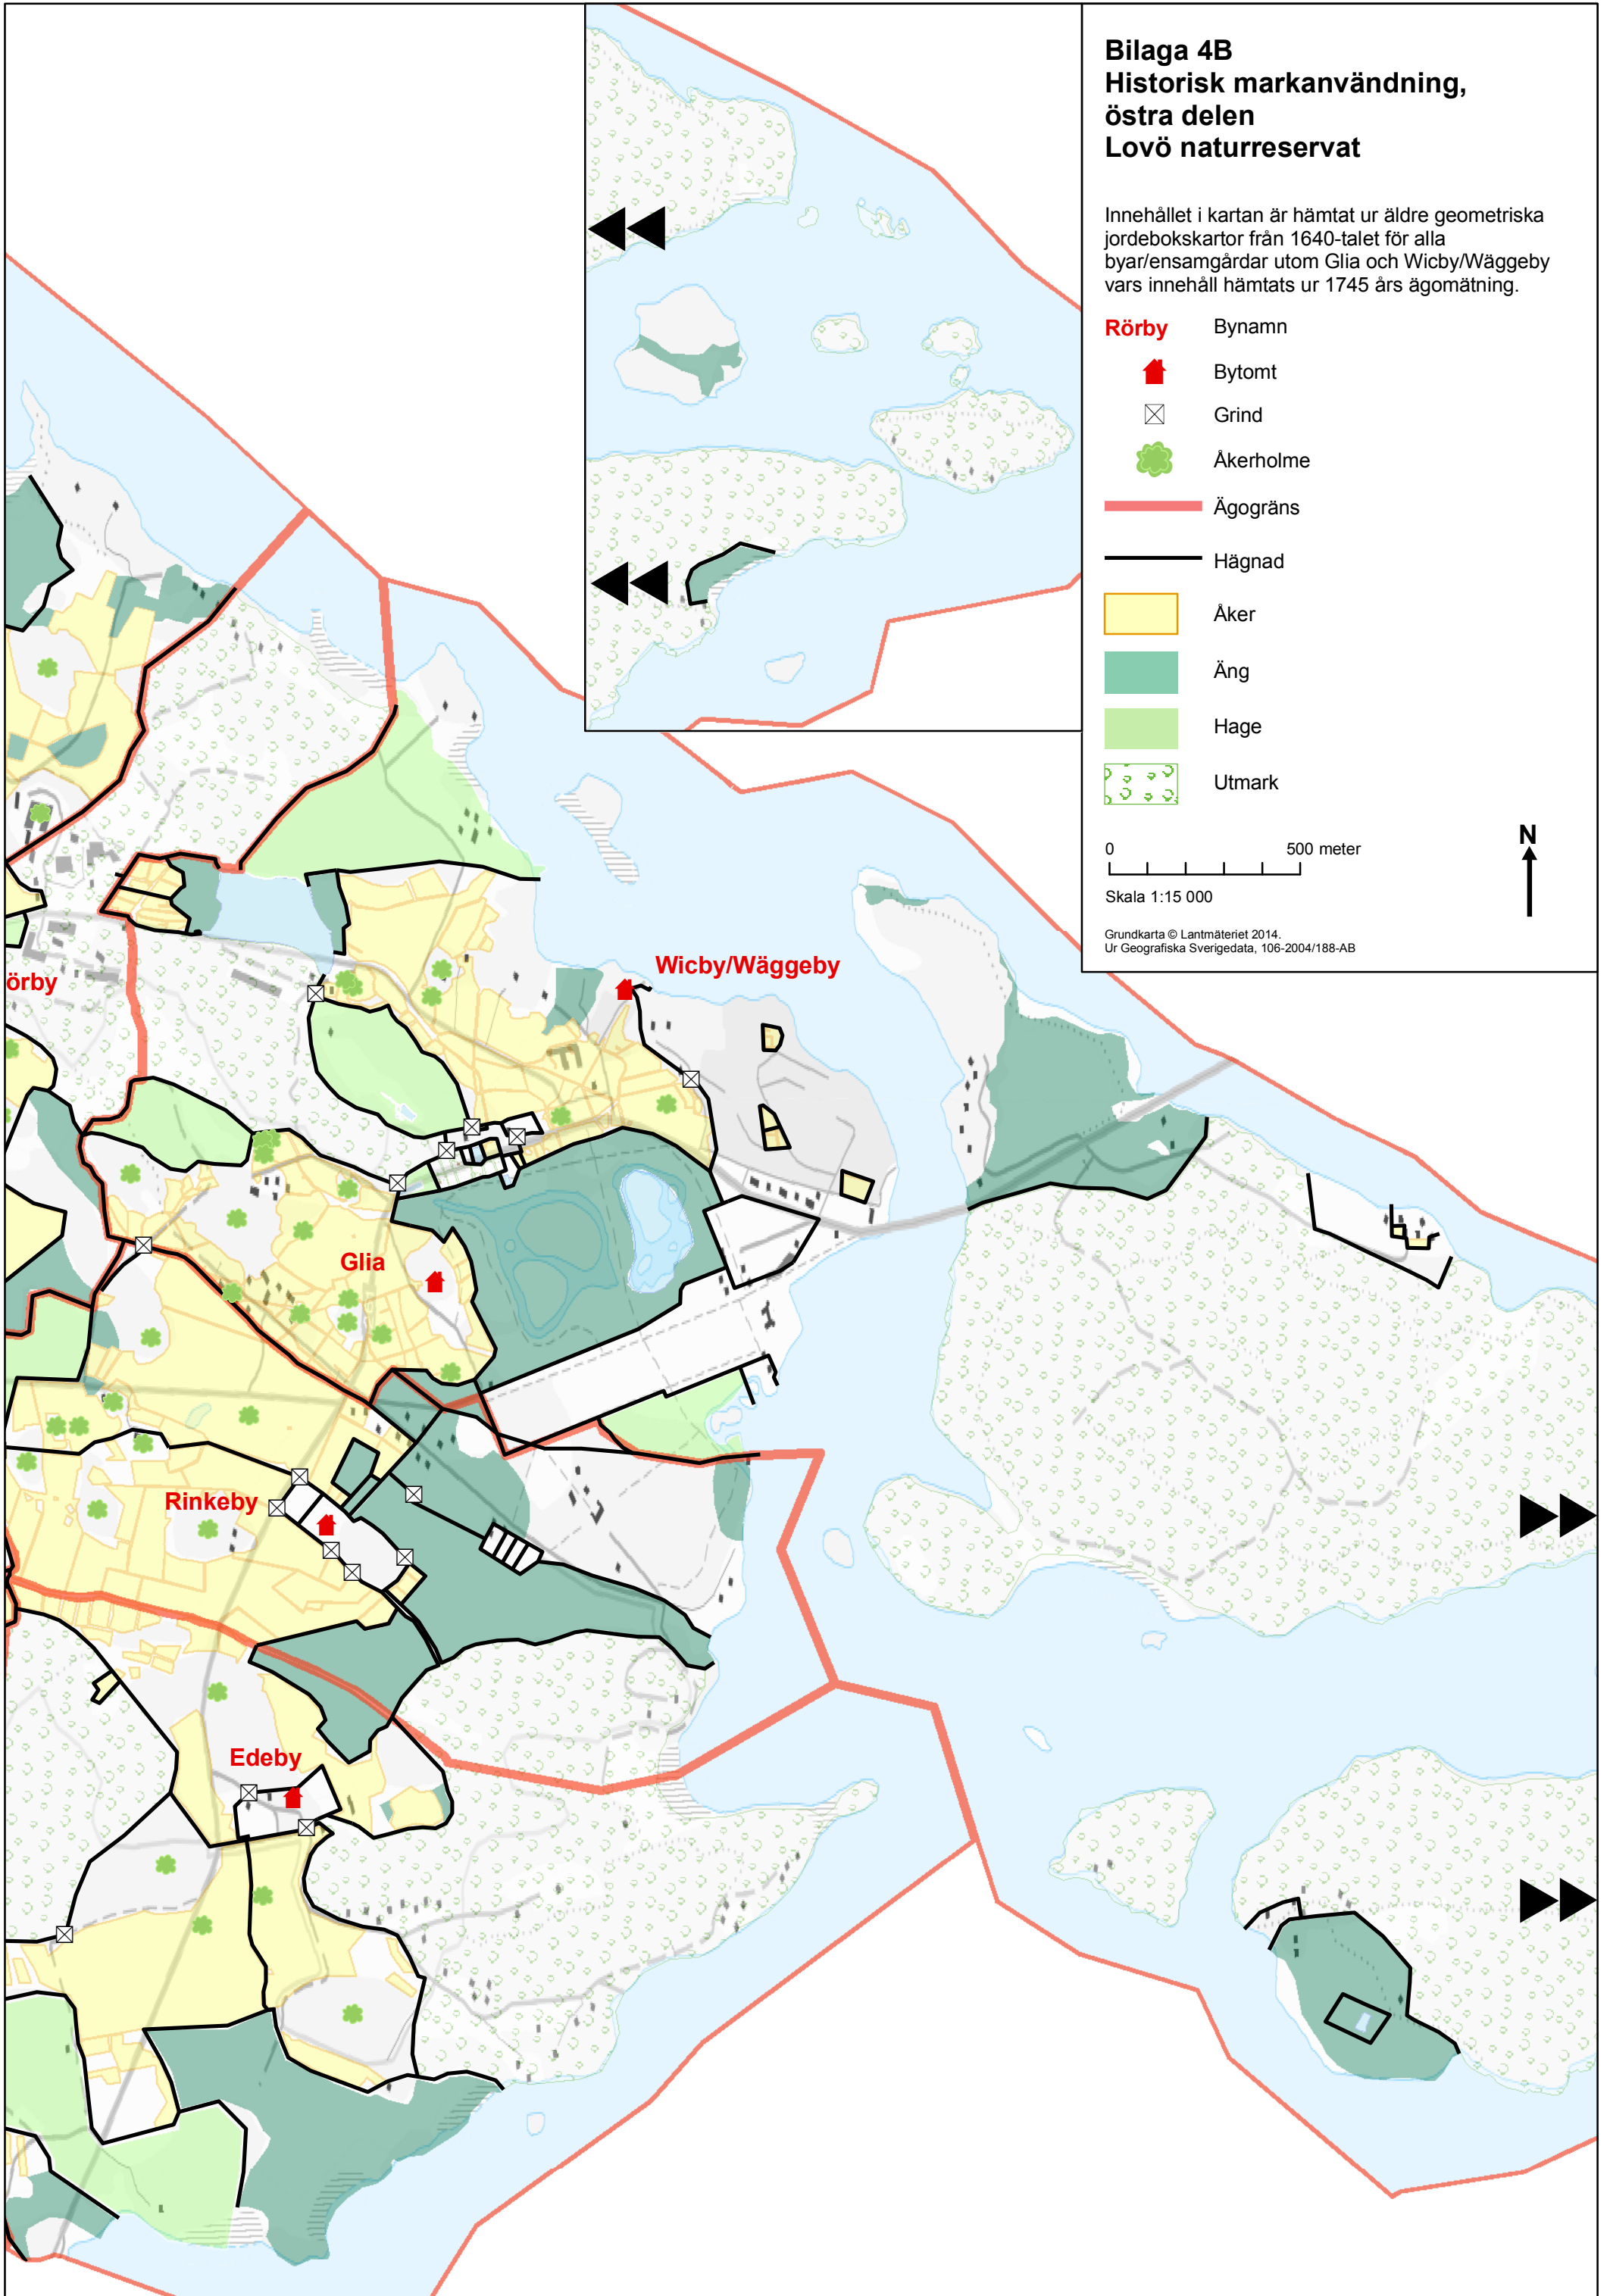 Bilaga 4B
Historisk markanvändning,
östra delen
Lovö naturreservat
Innehållet i kartan är hämtat ur äldre geometriska
jordebokskartor från 1640-talet för alla
byar/ensamgårdar utom Glia och Wicby/Wäggeby
vars innehåll hämtats ur 1745 års ägomätning.
Rörby Bynamn
Bytomt
Grind
Åkerholme
Ägogräns
Hägnad
Åker
Äng
Hage
Utmark
0 500 meter
Skala 1:15 000
N
Grundkarta © Lantmäteriet 2014.
Ur Geografiska Sverigedata, 106-2004/188-AB
Wicby/Wäggeby
örby
Glia
Rinkeby
Edeby